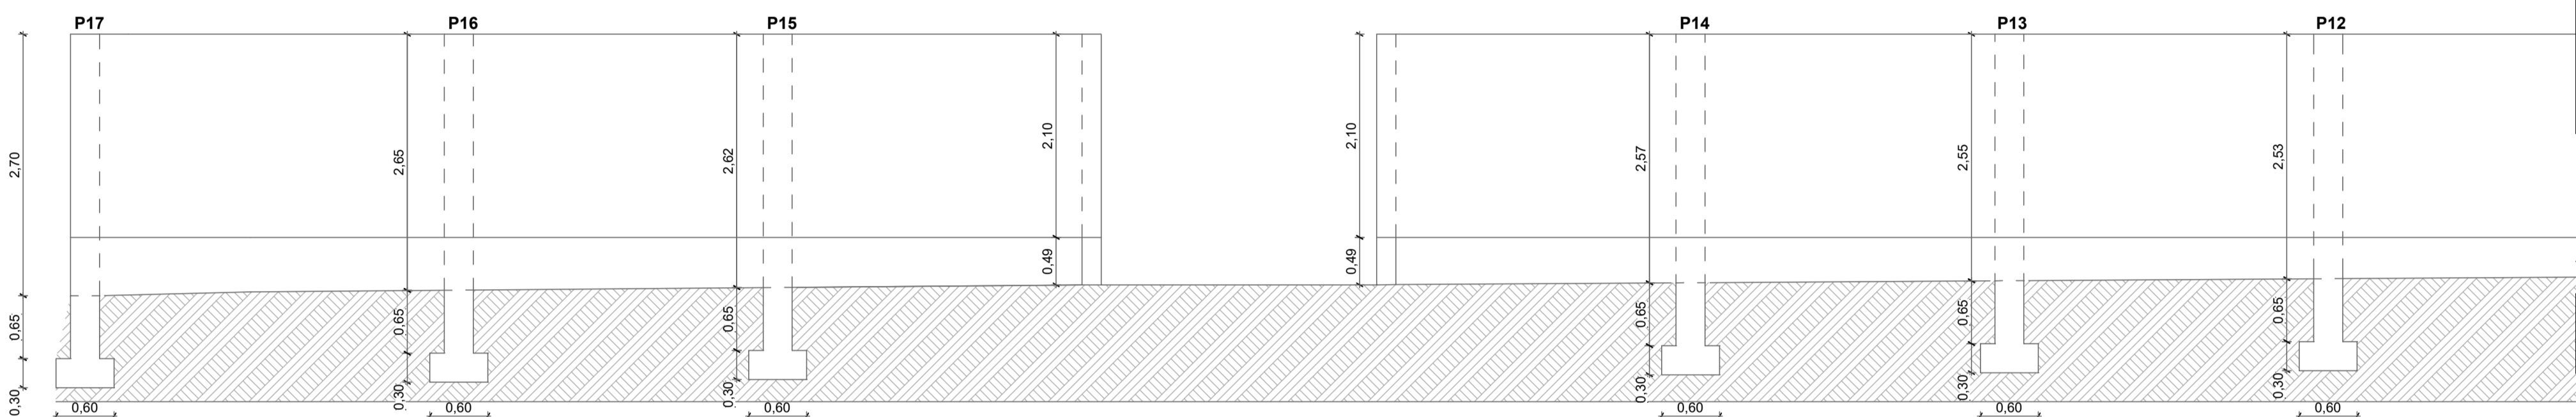 P17 P16 P15 P14 P13 P12
2,70 2,65 2,62 2,10 2,10 2,57 2,55 2,53
0,49 0,49
0,65 0,65 0,65 0,65 0,65 0,65
0,30 0,30 0,30 0,30 0,30 0,30
0,60 0,60 0,60 0,60 0,60 0,60